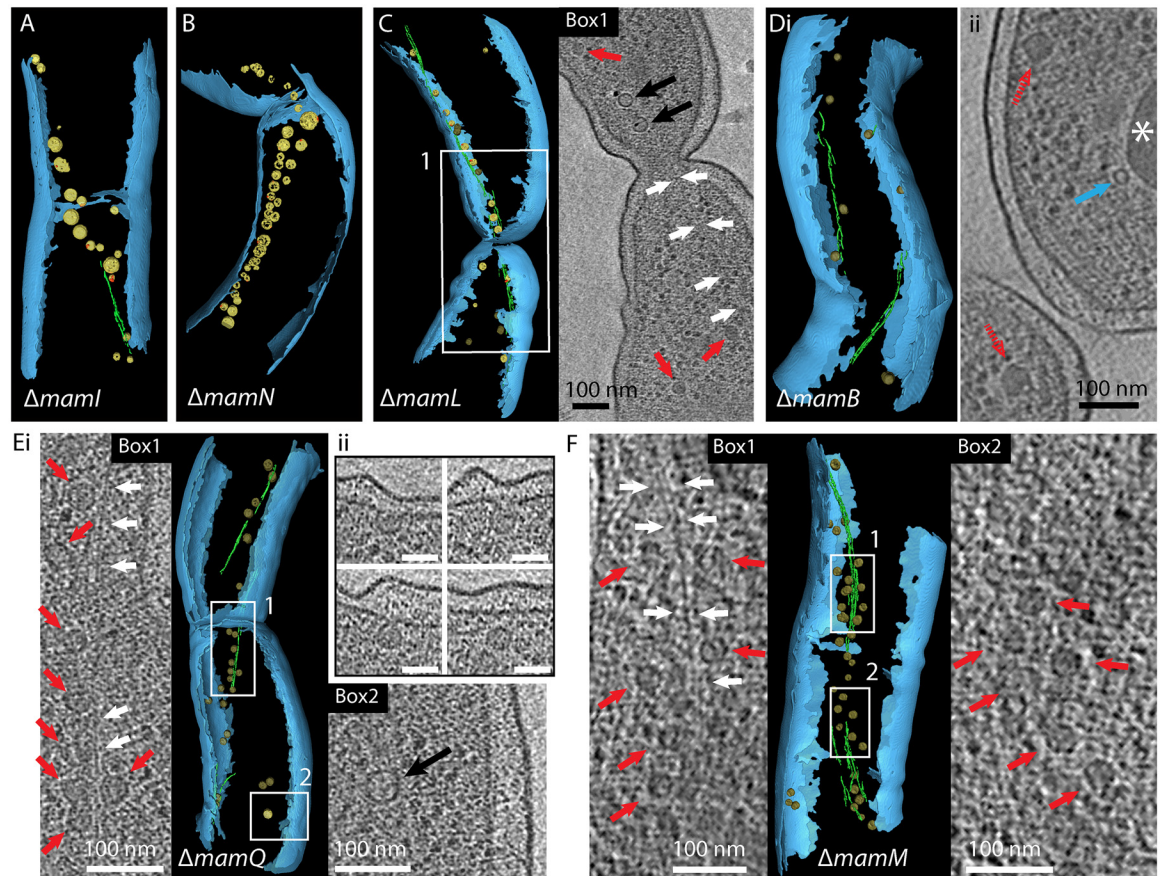 A
B
C
Box1
Di
ii
1
ΔmamI
ΔmamN
ΔmamL
100 nm
ΔmamB
*
100 nm
Ei
Box1
ii
1
2
Box2
100 nm
ΔmamQ
100 nm
F
Box1
1
2
Box2
100 nm
ΔmamM
100 nm